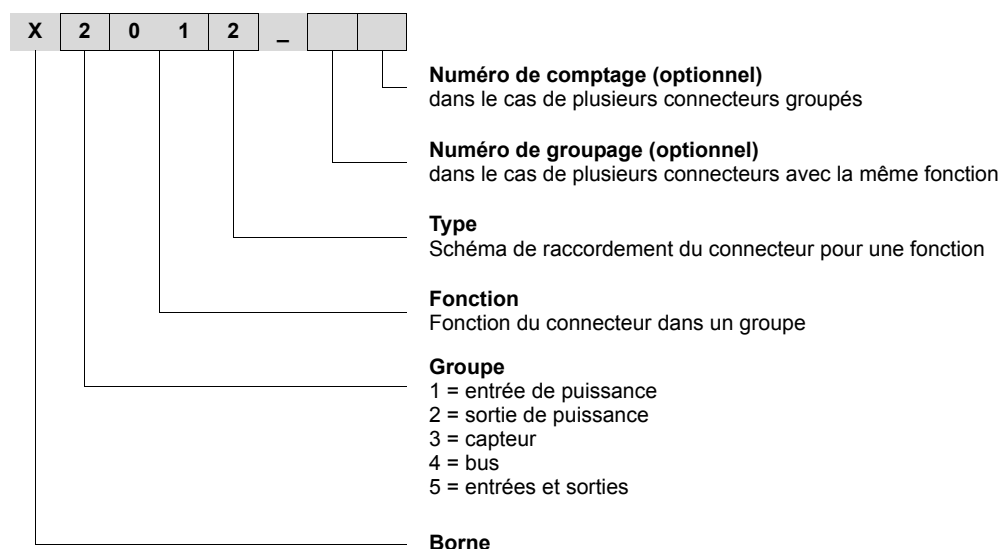 X 2 0 1 2 _
Numéro de comptage (optionnel)
dans le cas de plusieurs connecteurs groupés
Numéro de groupage (optionnel)
dans le cas de plusieurs connecteurs avec la même fonction
Type
Schéma de raccordement du connecteur pour une fonction
Fonction
Fonction du connecteur dans un groupe
Groupe
1 = entrée de puissance
2 = sortie de puissance
3 = capteur
4 = bus
5 = entrées et sorties
Borne